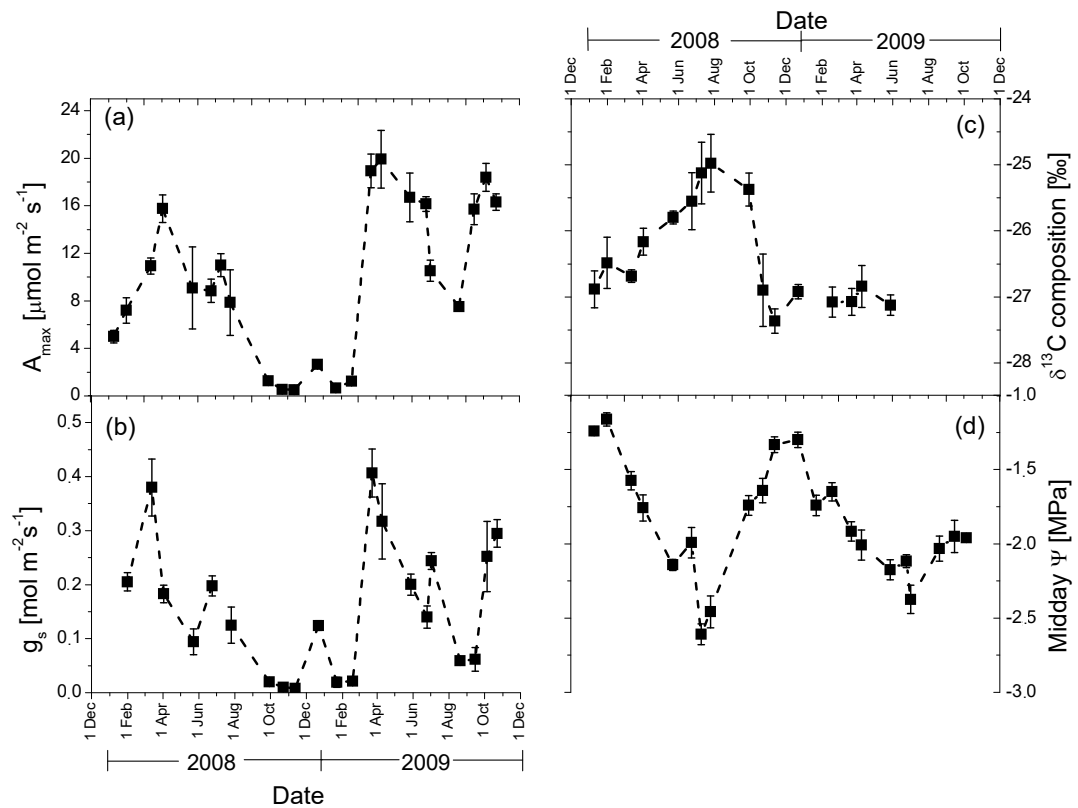 (a)
24
20
16
12
8
4
0
Amax [μmol m⁻² s⁻¹]
(b)
0.5
0.4
0.3
0.2
0.1
0.0
gs [mol m⁻²s⁻¹]
1 Dec
1 Feb
1 Apr
1 Jun
1 Aug
1 Oct
1 Dec
1 Feb
1 Apr
1 Jun
1 Aug
1 Oct
1 Dec
2008
2009
Date
Date
2008
2009
1 Dec
1 Feb
1 Apr
1 Jun
1 Aug
1 Oct
1 Dec
1 Feb
1 Apr
1 Jun
1 Aug
1 Oct
1 Dec
(c)
-24
-25
-26
-27
-28
δ¹³C composition [‰]
(d)
-1.0
-1.5
-2.0
-2.5
-3.0
Midday Ψ [MPa]